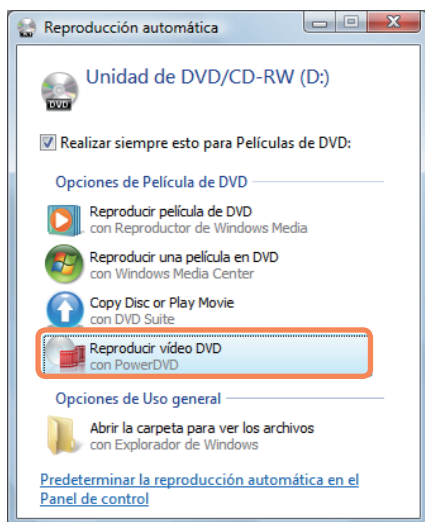 Reproducción automática
Unidad de DVD/CD-RW (D:)
DVD
Realizar siempre esto para Películas de DVD:
Opciones de Película de DVD
Reproducir película de DVD
con Reproductor de Windows Media
Reproducir una película en DVD
con Windows Media Center
Copy Disc or Play Movie
con DVD Suite
Reproducir vídeo DVD
con PowerDVD
Opciones de Uso general
Abrir la carpeta para ver los archivos
con Explorador de Windows
Predeterminar la reproducción automática en el
Panel de control